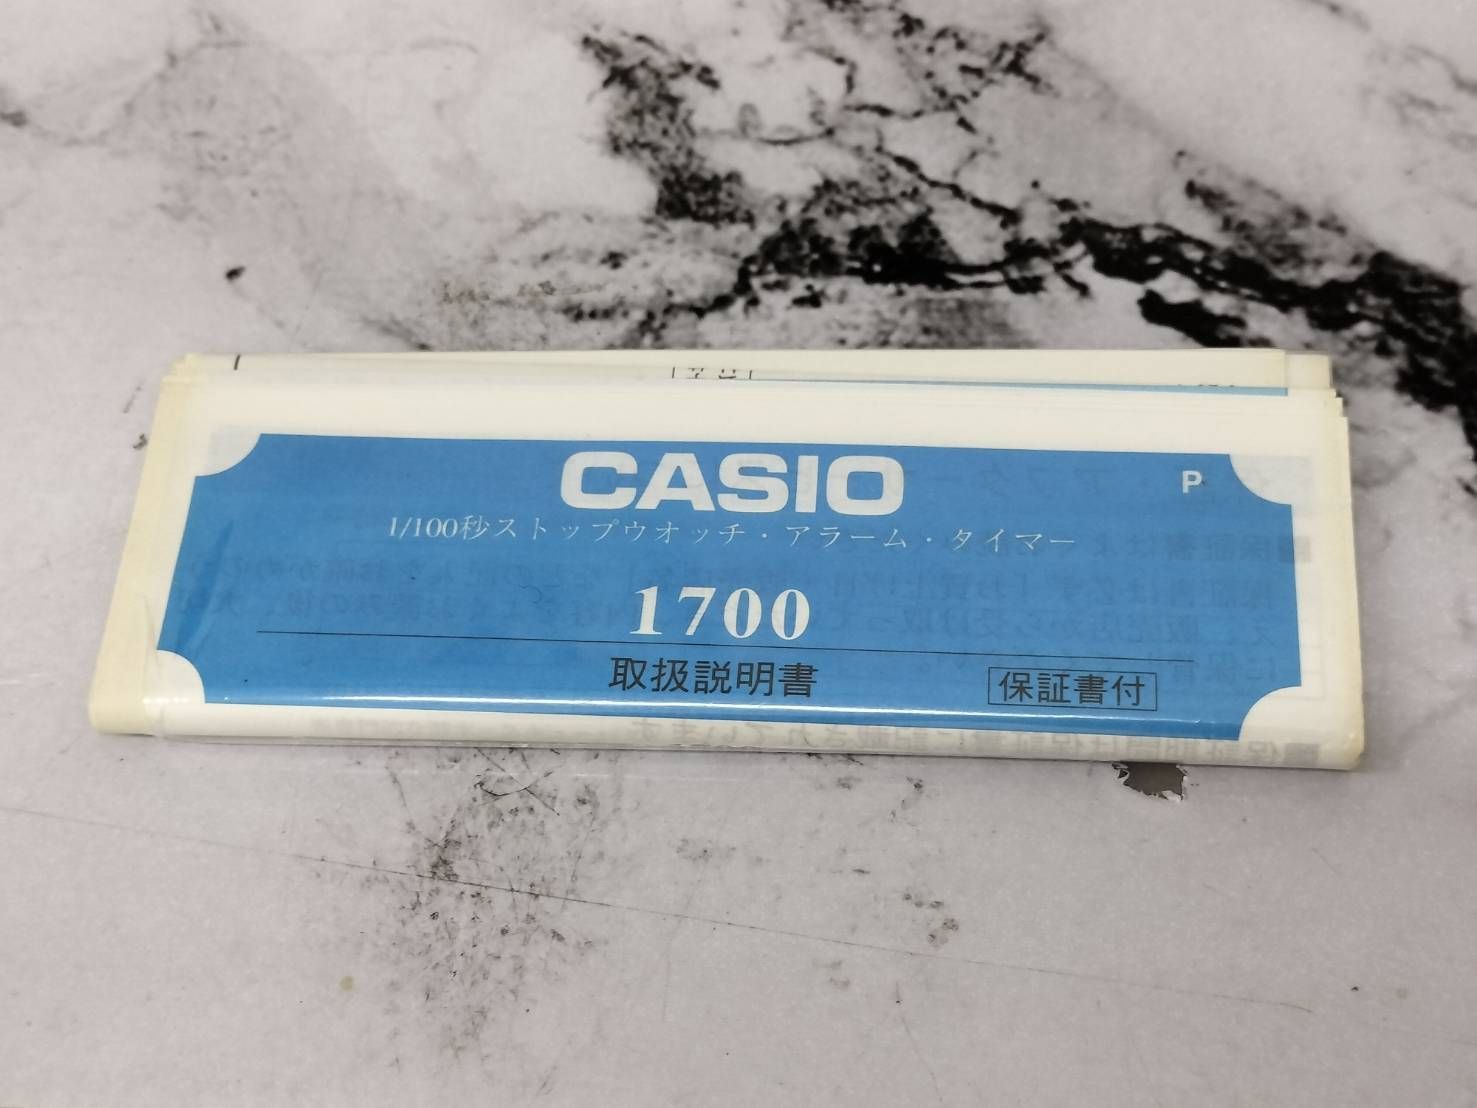 CASIO
P
1/100秒ストップウオッチ・アラーム・タイマー
1700
取扱説明書
保証書付